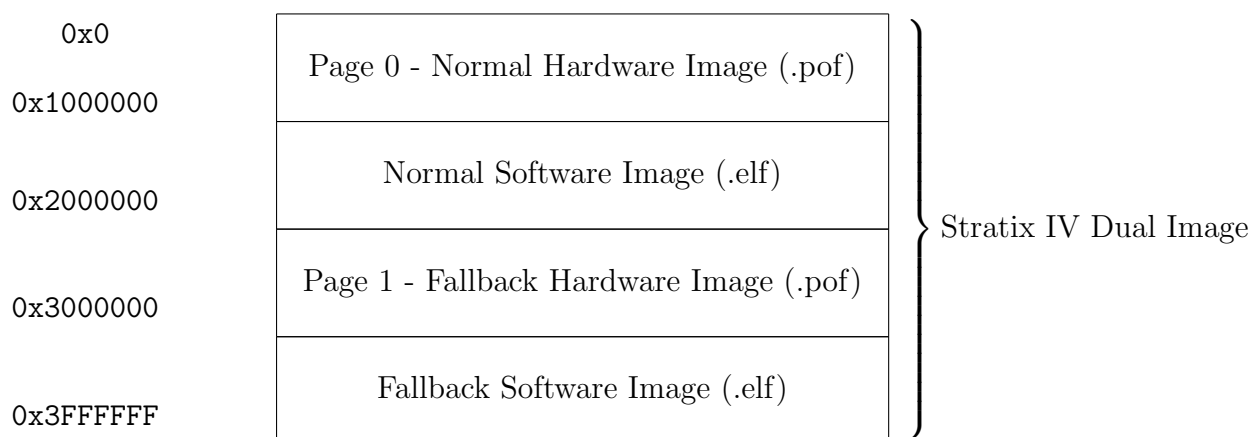 0x0
Page 0 - Normal Hardware Image (.pof)
0x1000000
Normal Software Image (.elf)
0x2000000
Stratix IV Dual Image
Page 1 - Fallback Hardware Image (.pof)
0x3000000
Fallback Software Image (.elf)
0x3FFFFFF